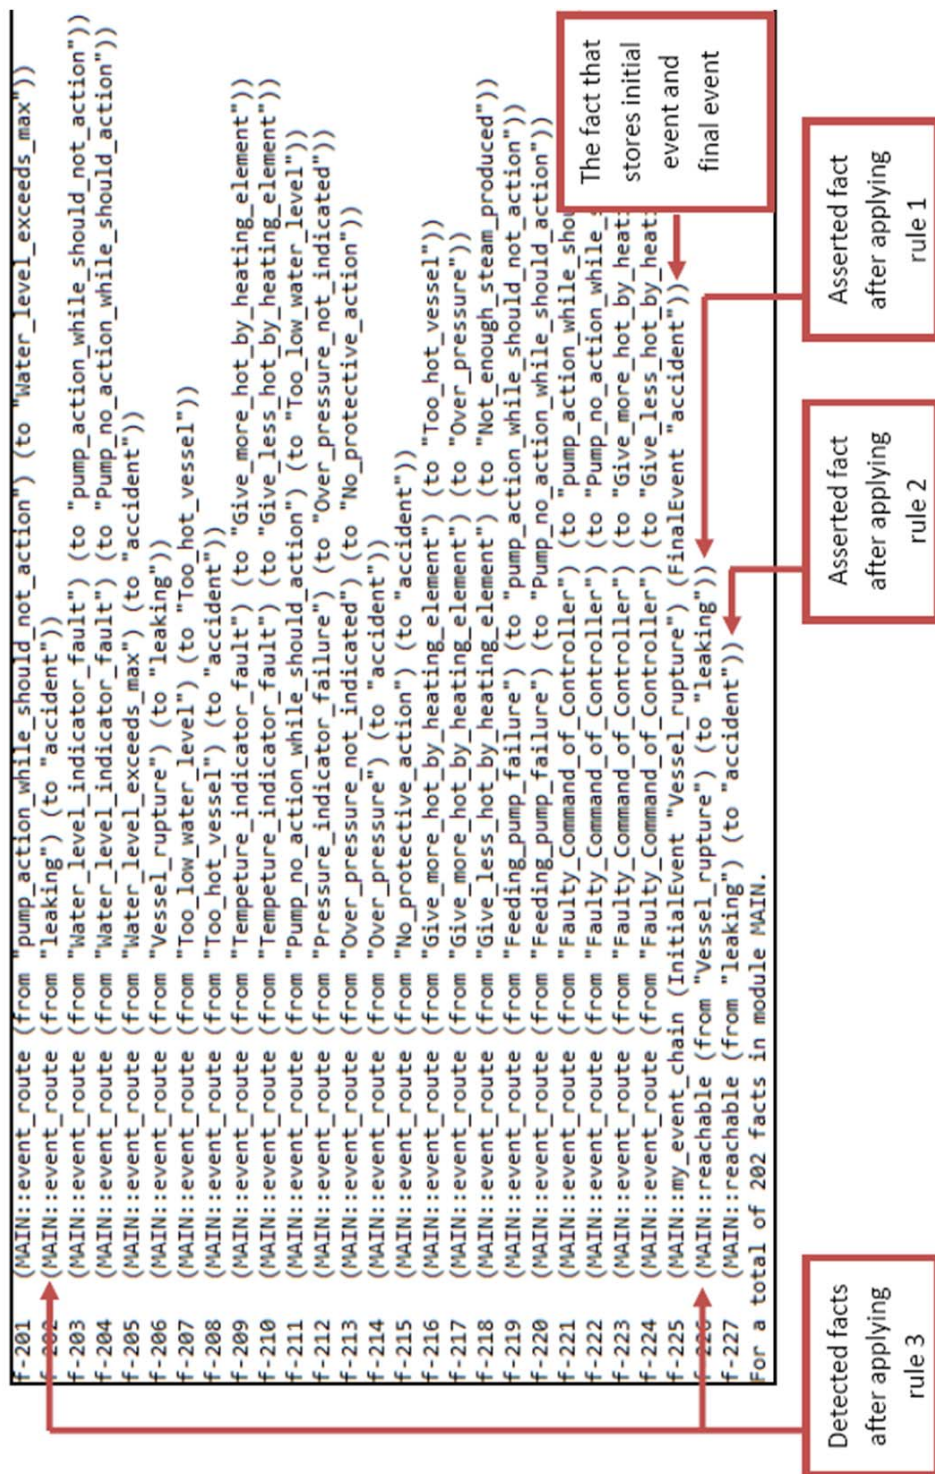 f-201 (MAIN::event_route (from "pump_action_while_should_not_action") (to "Water_level_exceeds_max"))
f-202 (MAIN::event_route (from "leaking") (to "accident"))
f-203 (MAIN::event_route (from "Water_level_indicator_fault") (to "pump_action_while_should_not_action"))
f-204 (MAIN::event_route (from "Water_level_indicator_fault") (to "Pump_no_action_while_should_action"))
f-205 (MAIN::event_route (from "Water_level_exceeds_max") (to "accident"))
f-206 (MAIN::event_route (from "Vessel_rupture") (to "leaking"))
f-207 (MAIN::event_route (from "Too_low_water_level") (to "Too_hot_vessel"))
f-208 (MAIN::event_route (from "Too_hot_vessel") (to "accident"))
f-209 (MAIN::event_route (from "Tempeture_indicator_fault") (to "Give_more_hot_by_heating_element"))
f-210 (MAIN::event_route (from "Tempeture_indicator_fault") (to "Give_less_hot_by_heating_element"))
f-211 (MAIN::event_route (from "Pump_no_action_while_should_action") (to "Too_low_water_level"))
f-212 (MAIN::event_route (from "Pressure_indicator_failure") (to "Over_pressure_not_indicated"))
f-213 (MAIN::event_route (from "Over_pressure_not_indicated") (to "No_protective_action"))
f-214 (MAIN::event_route (from "Over_pressure") (to "accident"))
f-215 (MAIN::event_route (from "No_protective_action") (to "accident"))
f-216 (MAIN::event_route (from "Give_more_hot_by_heating_element") (to "Too_hot_vessel"))
f-217 (MAIN::event_route (from "Give_more_hot_by_heating_element") (to "Over_pressure"))
f-218 (MAIN::event_route (from "Give_less_hot_by_heating_element") (to "Not_enough_steam_produced"))
f-219 (MAIN::event_route (from "Feeding_pump_failure") (to "pump_action_while_should_not_action"))
f-220 (MAIN::event_route (from "Feeding_pump_failure") (to "Pump_no_action_while_should_action"))
f-221 (MAIN::event_route (from "Faulty_Command_of_Controller") (to "pump_action_while_shou
f-222 (MAIN::event_route (from "Faulty_Command_of_Controller") (to "Pump_no_action_while_
f-223 (MAIN::event_route (from "Faulty_Command_of_Controller") (to "Give_more_hot_by_heat
f-224 (MAIN::event_route (from "Faulty_Command_of_Controller") (to "Give_less_hot_by_heat
f-225 (MAIN::my_event_chain (InitialEvent "Vessel_rupture") (FinalEvent "accident"))
f-226 (MAIN::reachable (from "Vessel_rupture") (to "leaking"))
f-227 (MAIN::reachable (from "leaking") (to "accident"))
For a total of 202 facts in module MAIN.
The fact that
stores initial
event and
final event
Detected facts
after applying
rule 3
Asserted fact
after applying
rule 2
Asserted fact
after applying
rule 1